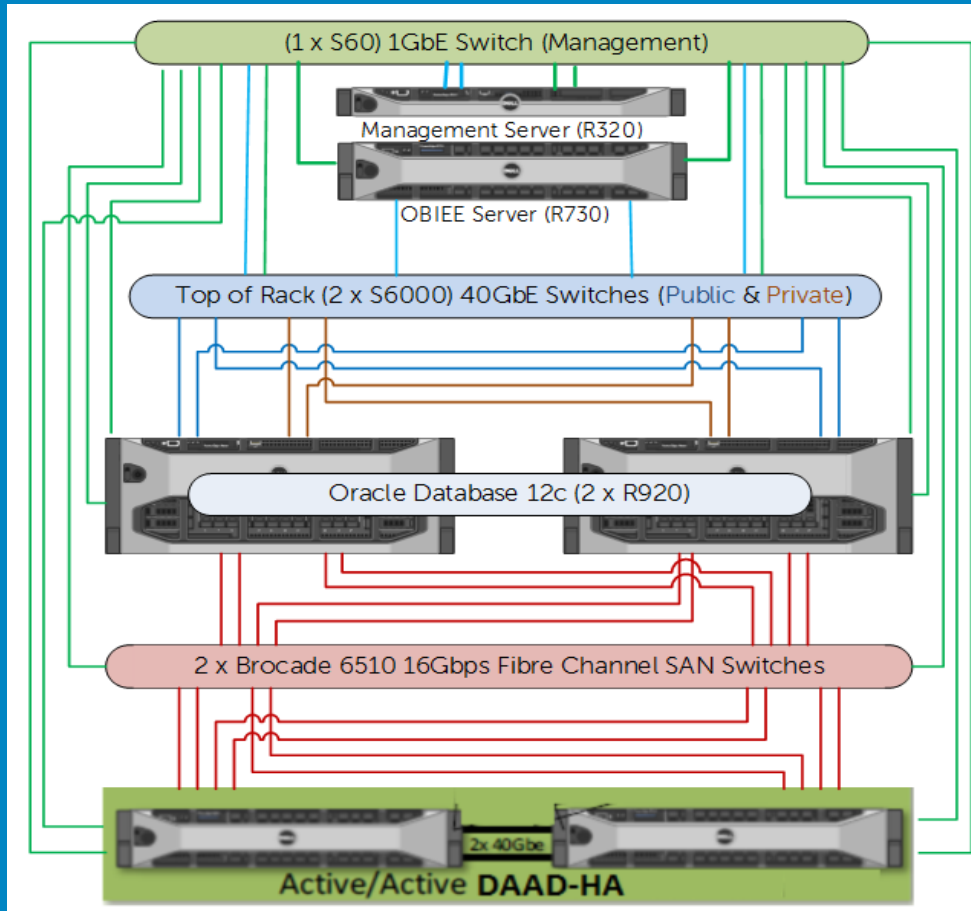 (1 x S60) 1GbE Switch (Management)
Management Server (R320)
OBIEE Server (R730)
Top of Rack (2 x S6000) 40GbE Switches (Public & Private)
Oracle Database 12c (2 x R920)
2 x Brocade 6510 16Gbps Fibre Channel SAN Switches
2x 40Gbe
Active/Active DAAD-HA